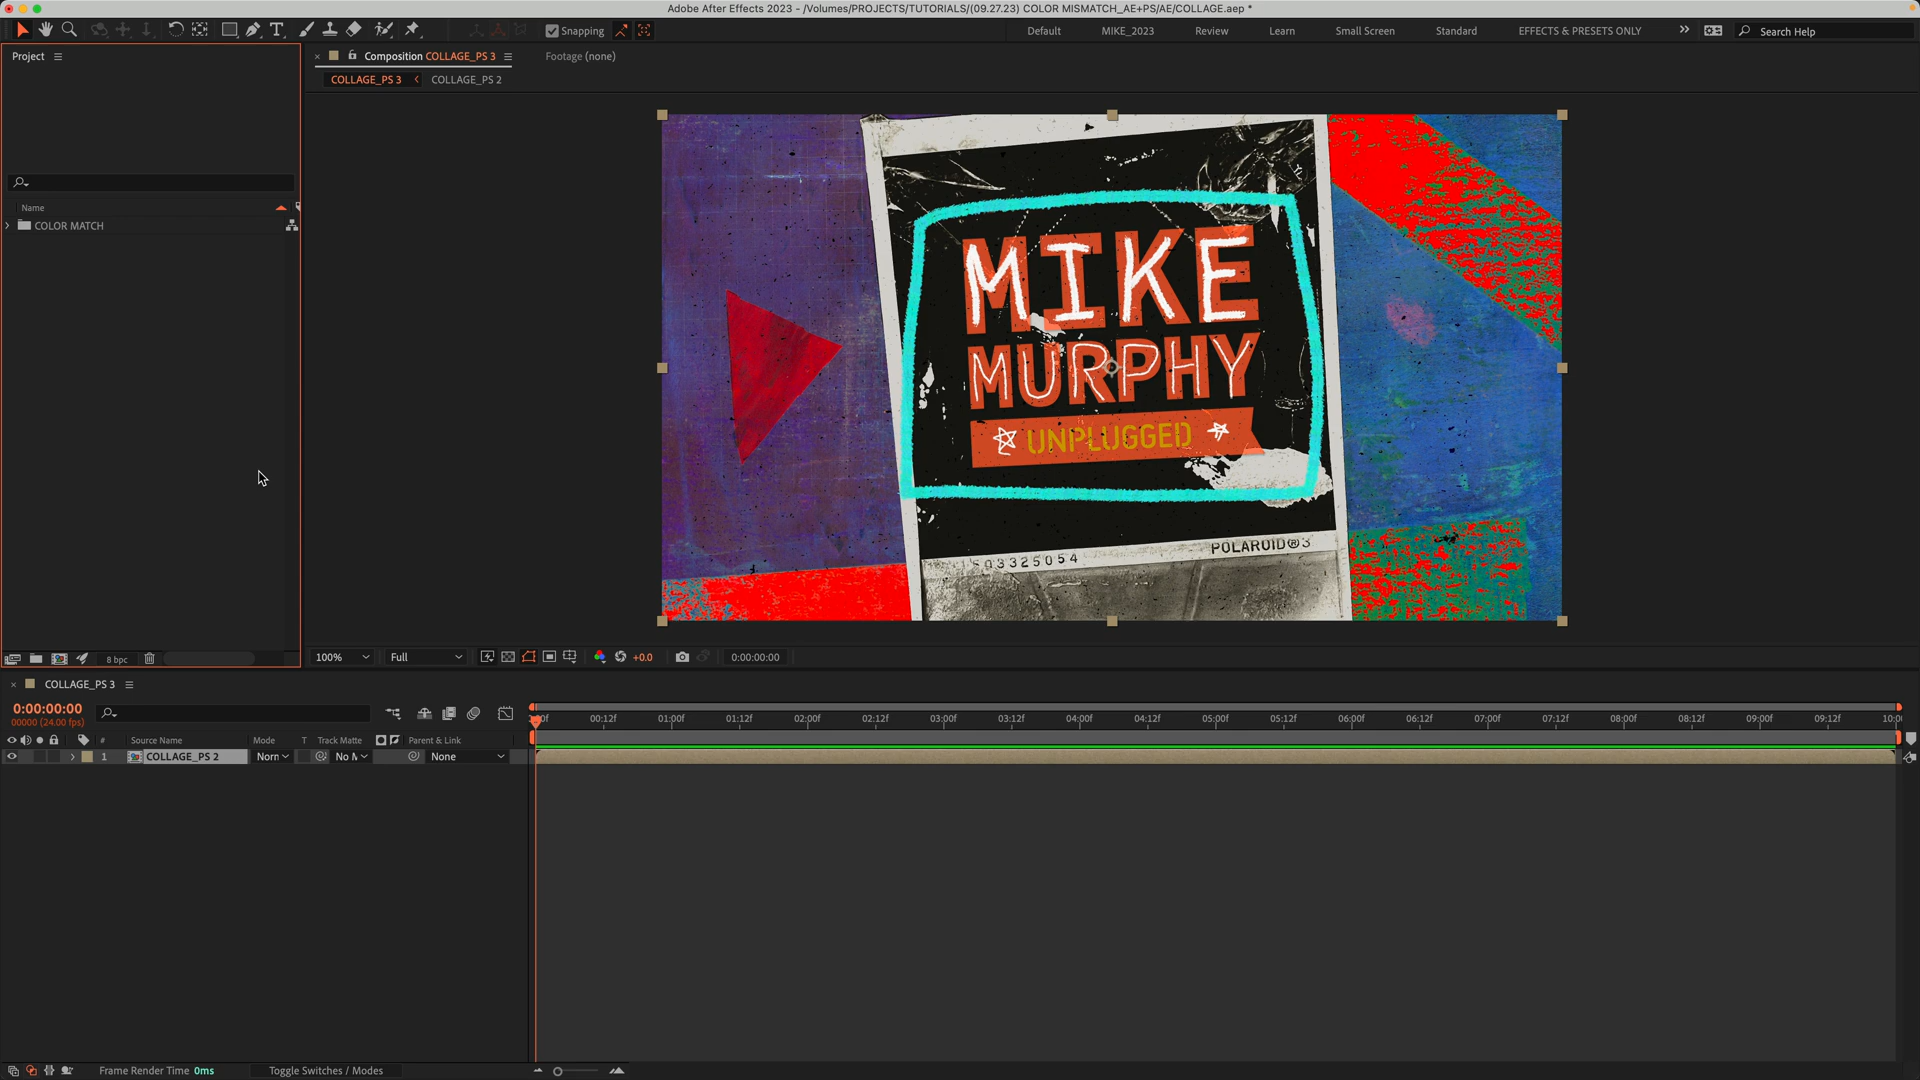 Adobe After Effects 2023 - /Volumes/PROJECTS/TUTORIALS/(09.27.23) COLOR MISMATCH_AE+PS/AE/COLLAGE.aep *
Snapping
Default
MIKE_2023
Review
Learn
Small Screen
Standard
EFFECTS & PRESETS ONLY
Search Help
Project
Composition COLLAGE_PS 3
Footage (none)
COLLAGE_PS 3
COLLAGE_PS 2
Name
COLOR MATCH
MIKE
MURPHY
UNPLUGGED
POLAROID®3
03325054
8 bpc
100%
Full
+0.0
0:00:00:00
COLLAGE_PS 3
0:00:00:00
00000 (24.00 fps)
00:12f 01:00f 01:12f 02:00f 02:12f 03:00f 03:12f 04:00f 04:12f 05:00f 05:12f 06:00f 06:12f 07:00f 07:12f 08:00f 08:12f 09:00f 09:12f 10:0
# Source Name Mode T Track Matte Parent & Link
1 COLLAGE_PS 2 Norn No M None
Frame Render Time 0ms
Toggle Switches / Modes